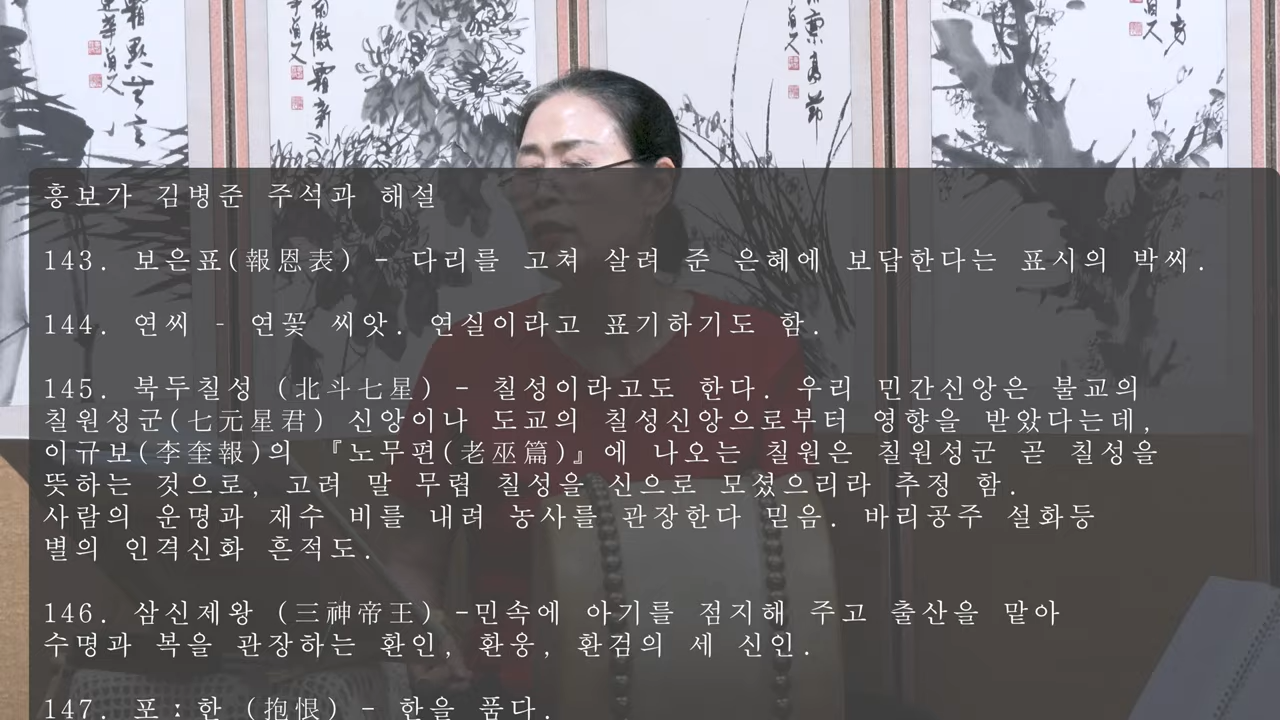 흥보가 김병준 주석과 해설
143. 보은표(報恩表) - 다리를 고쳐 살려 준 은혜에 보답한다는 표시의 박씨.
144. 연씨 - 연꽃 씨앗. 연실이라고 표기하기도 함.
145. 북두칠성 (北斗七星) - 칠성이라고도 한다. 우리 민간신앙은 불교의
칠원성군(七元星君) 신앙이나 도교의 칠성신앙으로부터 영향을 받았다는데,
이규보(李奎報)의 『노무편(老巫篇)』에 나오는 칠원은 칠원성군 곧 칠성을
뜻하는 것으로, 고려 말 무렵 칠성을 신으로 모셨으리라 추정 함.
사람의 운명과 재수 비를 내려 농사를 관장한다 믿음. 바리공주 설화등
별의 인격신화 흔적도.
146. 삼신제왕 (三神帝王) -민속에 아기를 점지해 주고 출산을 맡아
수명과 복을 관장하는 환인, 환웅, 환검의 세 신인.
147. 포:한 (抱恨) - 한을 품다.